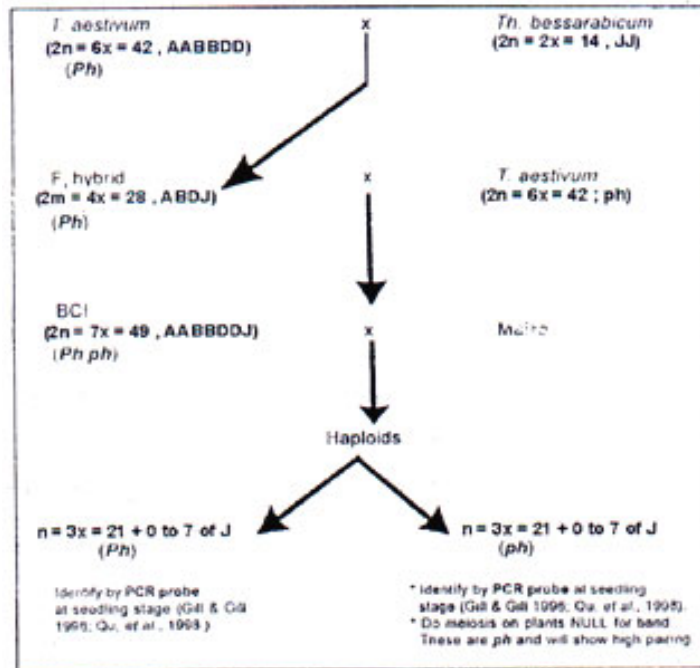 T. aestivum x Th. bessarabicum
(2n = 6x = 42 , AABBDD) (2n = 2x = 14 , JJ)
(Ph)
F, hybrid x T. aestivum
(2m = 4x = 28 , ABDJ) (2n = 6x = 42 ; ph)
(Ph)
BCI
(2n = 7x = 49 , AABBDDJ) x Maize
(Ph ph)
Haploids
n = 3x = 21 + 0 to 7 of J n = 3x = 21 + 0 to 7 of J
(Ph) (ph)
Identify by PCR probe
at seedling stage (Gill & Gill
1996; Qu, et al., 1998 )
* Identify by PCR probe at seedling
stage (Gill & Gill 1996; Qu, et al., 1998).
* Do meiosis on plants NULL for band
These are ph and will show high pairing